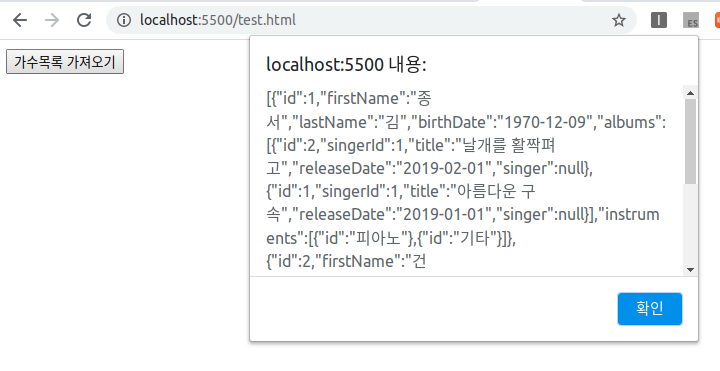 localhost:5500/test.html
ES
가수목록 가져오기
localhost:5500 내용:
[{"id":1,"firstName":"종
서","lastName":"김","birthDate":"1970-12-09","albums":
[{"id":2,"singerId":1,"title":"날개를 활짝펴
고","releaseDate":"2019-02-01","singer":null},
{"id":1,"singerId":1,"title":"아름다운 구
속","releaseDate":"2019-01-01","singer":null}],"instrum
ents":[{"id":"피아노"},{"id":"기타"}]},
{"id":2,"firstName":"건
확인